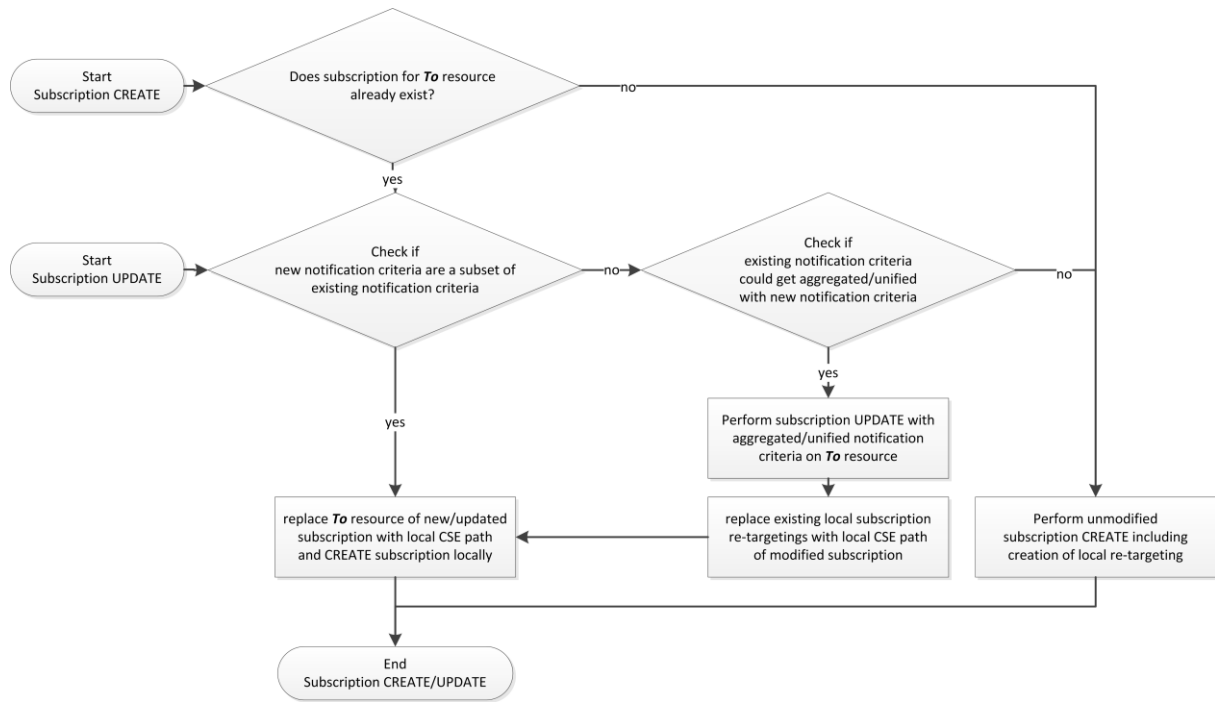 Start
Subscription CREATE
Does subscription for To resource
already exist?
no
yes
Start
Subscription UPDATE
Check if
new notification criteria are a subset of
existing notification criteria
no
Check if
existing notification criteria
could get aggregated/unified
with new notification criteria
no
yes
yes
Perform subscription UPDATE with
aggregated/unified notification
criteria on To resource
replace To resource of new/updated
subscription with local CSE path
and CREATE subscription locally
replace existing local subscription
re-targetings with local CSE path
of modified subscription
Perform unmodified
subscription CREATE including
creation of local re-targeting
End
Subscription CREATE/UPDATE